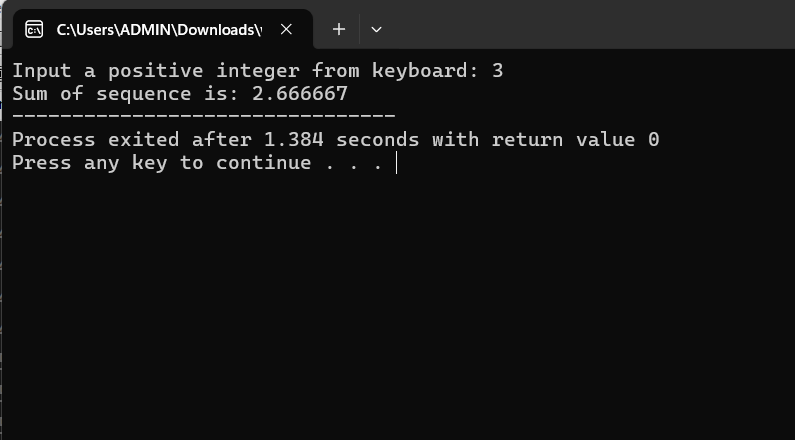 C:\Users\ADMIN\Downloads\
Input a positive integer from keyboard: 3
Sum of sequence is: 2.666667
--------------------------------
Process exited after 1.384 seconds with return value 0
Press any key to continue . . .